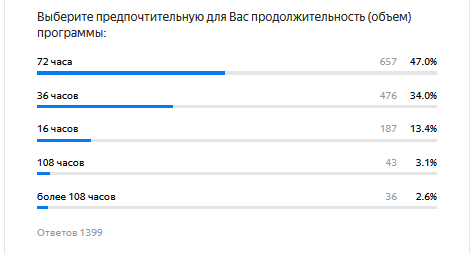 Выберите предпочтительную для Вас продолжительность (объем)
программы:
72 часа 657 47.0%
36 часов 476 34.0%
16 часов 187 13.4%
108 часов 43 3.1%
более 108 часов 36 2.6%
Ответов 1399